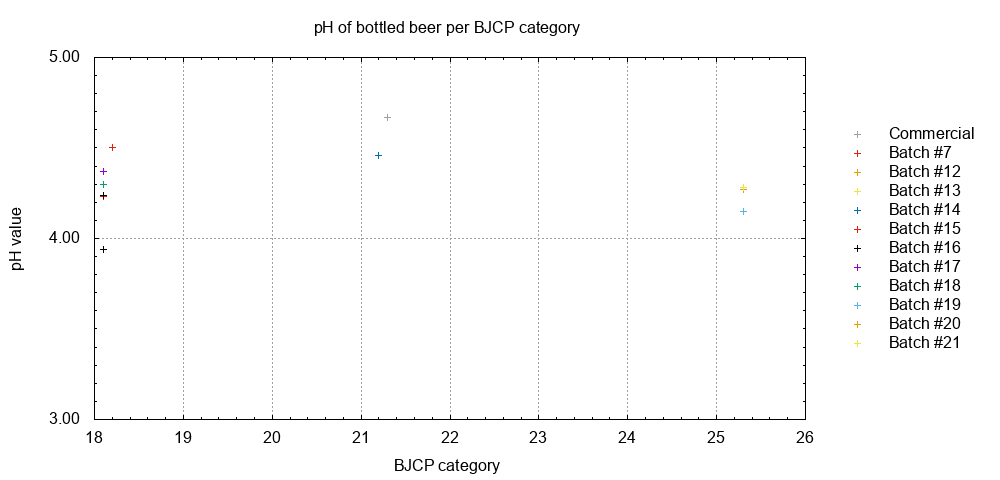 pH of bottled beer per BJCP category
5.00
4.00
3.00
pH value
18 19 20 21 22 23 24 25 26
BJCP category
Commercial
Batch #7
Batch #12
Batch #13
Batch #14
Batch #15
Batch #16
Batch #17
Batch #18
Batch #19
Batch #20
Batch #21